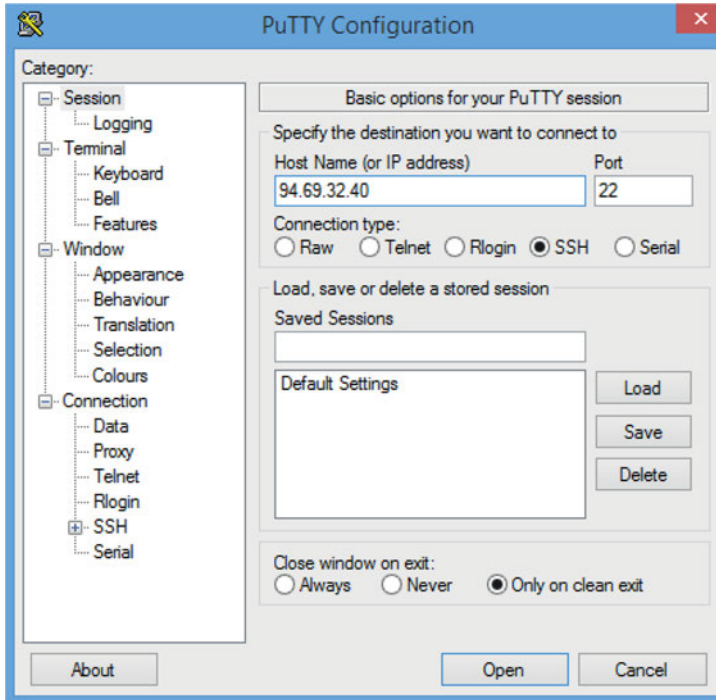 PuTTY Configuration
Category:
Session
Logging
Terminal
Keyboard
Bell
Features
Window
Appearance
Behaviour
Translation
Selection
Colours
Connection
Data
Proxy
Telnet
Rlogin
SSH
Serial
Basic options for your PuTTY session
Specify the destination you want to connect to
Host Name (or IP address) Port
94.69.32.40 22
Connection type:
Raw Telnet Rlogin SSH Serial
Load, save or delete a stored session
Saved Sessions
Default Settings
Load
Save
Delete
Close window on exit:
Always Never Only on clean exit
About Open Cancel